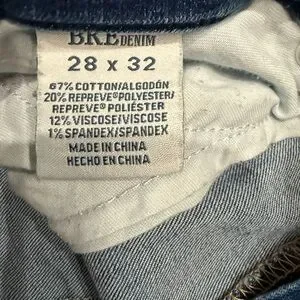 BKE DENIM
28 x 32
67% COTTON/ALGODÓN
20% REPREVE®POLYESTER/
REPREVE® POLIÉSTER
12% VISCOSE/VISCOSE
1% SPANDEX/SPANDEX
MADE IN CHINA
HECHO EN CHINA